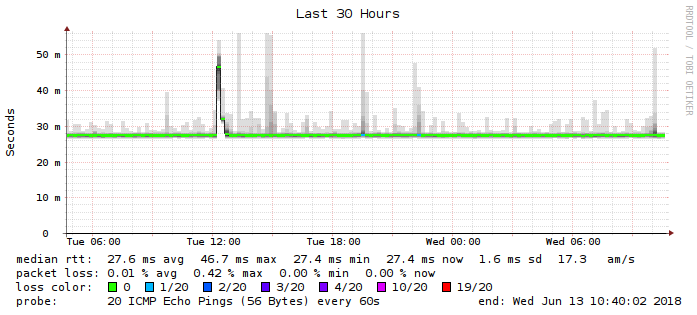 Last 30 Hours
RRDTOOL / TOBI OETIKER
Seconds
50 m
40 m
30 m
20 m
10 m
0
Tue 06:00 Tue 12:00 Tue 18:00 Wed 00:00 Wed 06:00
median rtt: 27.6 ms avg 46.7 ms max 27.4 ms min 27.4 ms now 1.6 ms sd 17.3 am/s
packet loss: 0.01 % avg 0.42 % max 0.00 % min 0.00 % now
loss color: 0 1/20 2/20 3/20 4/20 10/20 19/20
probe: 20 ICMP Echo Pings (56 Bytes) every 60s end: Wed Jun 13 10:40:02 2018